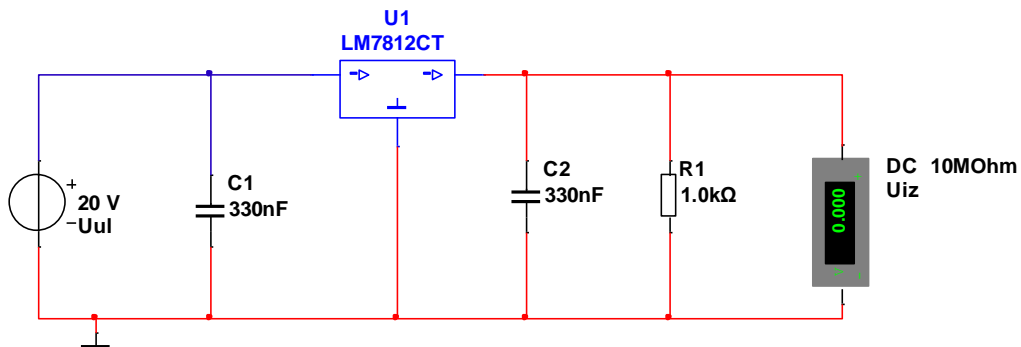 U1
LM7812CT
+
20 V
−
Uul
C1
330nF
C2
330nF
R1
1.0kΩ
DC 10MOhm
Uiz
+
0.000
V
−